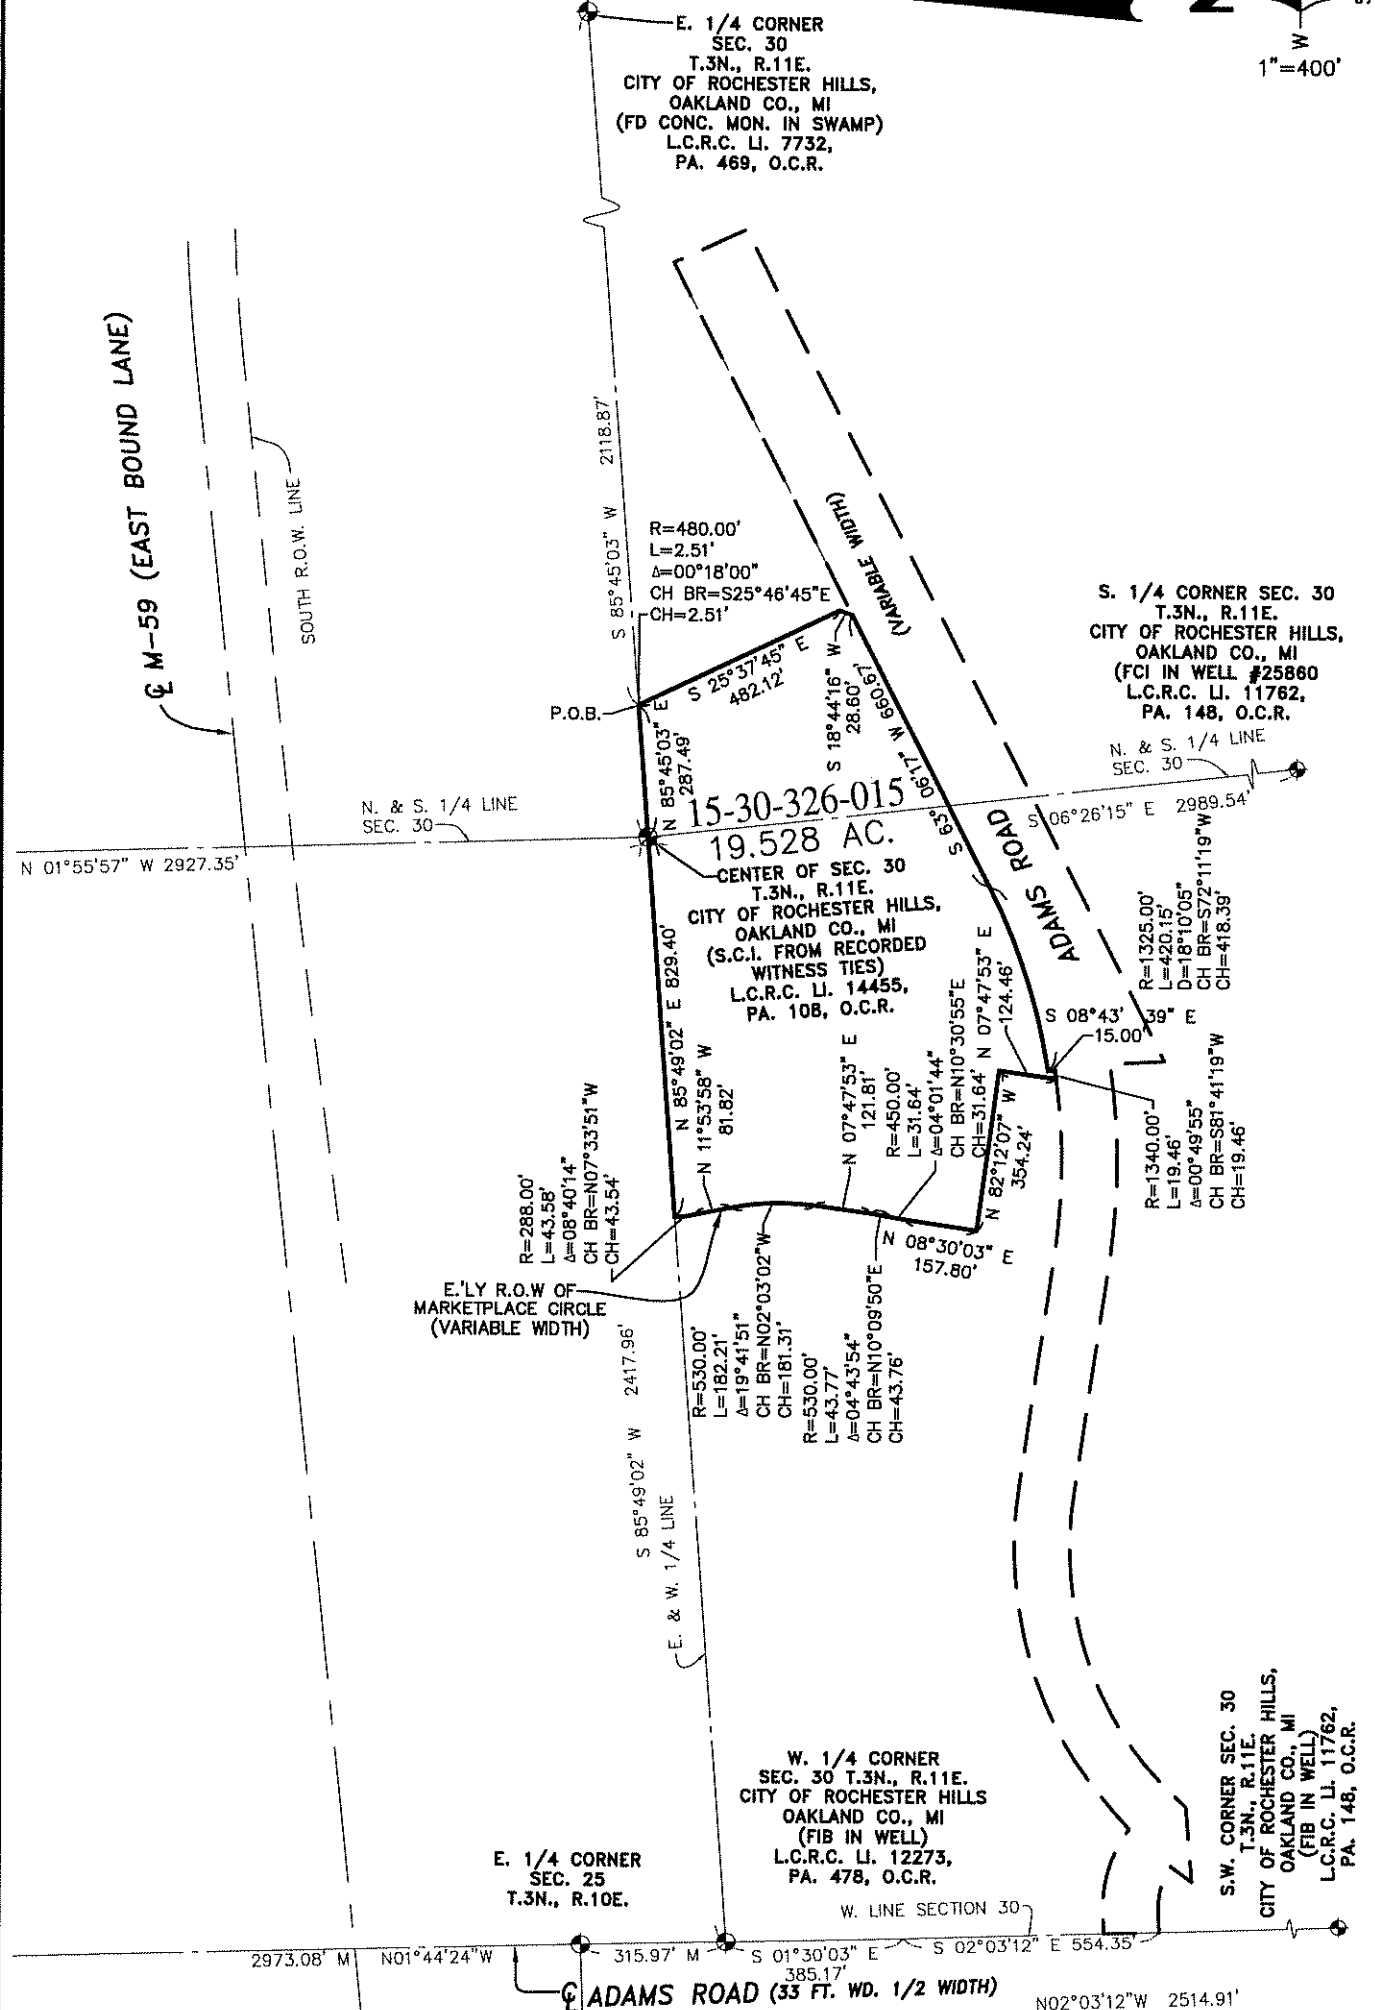 E. 1/4 CORNER
SEC. 30
T.3N., R.11E.
CITY OF ROCHESTER HILLS,
OAKLAND CO., MI
(FD CONC. MON. IN SWAMP)
L.C.R.C. LI. 7732,
PA. 469, O.C.R.
W
1"=400'
℄ M-59 (EAST BOUND LANE)
SOUTH R.O.W. LINE
S 85°45'03" W 2118.87'
R=480.00'
L=2.51'
Δ=00°18'00"
CH BR=S25°46'45"E
CH=2.51'
(VARIABLE WIDTH)
S 25°37'45" E
482.12'
P.O.B.
N 85°45'03" E
287.49'
S 18°44'16" W
28.60'
S 63° 06'17" W 660.67'
S. 1/4 CORNER SEC. 30
T.3N., R.11E.
CITY OF ROCHESTER HILLS,
OAKLAND CO., MI
(FCI IN WELL #25860
L.C.R.C. LI. 11762,
PA. 148, O.C.R.
N. & S. 1/4 LINE
SEC. 30
N. & S. 1/4 LINE
SEC. 30
N 01°55'57" W 2927.35'
15-30-326-015
19.528 AC.
S 06°26'15" E 2989.54'
CENTER OF SEC. 30
T.3N., R.11E.
CITY OF ROCHESTER HILLS,
OAKLAND CO., MI
(S.C.I. FROM RECORDED
WITNESS TIES)
L.C.R.C. LI. 14455,
PA. 108, O.C.R.
ADAMS ROAD
R=1325.00'
L=420.15'
D=18°10'05"
CH BR=S72°11'19"W
CH=418.39'
N 85°49'02" E 829.40'
N 11°53'58" W
81.82'
N 07°47'53" E
121.81'
R=450.00'
L=31.64'
Δ=04°01'44"
CH BR=N10°30'55"E
CH=31.64'
N 07°47'53" E
124.46'
S 08°43' 39" E
15.00'
N 82°12'07" W
354.24'
R=1340.00'
L=19.46'
Δ=00°49'55"
CH BR=S81°41'19"W
CH=19.46'
R=288.00'
L=43.58'
Δ=08°40'14"
CH BR=N07°33'51"W
CH=43.54'
E.'LY R.O.W OF
MARKETPLACE CIRCLE
(VARIABLE WIDTH)
N 08°30'03" E
157.80'
R=530.00'
L=182.21'
Δ=19°41'51"
CH BR=N02°03'02"W
CH=181.31'
R=530.00'
L=43.77'
Δ=04°43'54"
CH BR=N10°09'50"E
CH=43.76'
S 85°49'02" W 2417.96'
E. & W. 1/4 LINE
W. 1/4 CORNER
SEC. 30 T.3N., R.11E.
CITY OF ROCHESTER HILLS
OAKLAND CO., MI
(FIB IN WELL)
L.C.R.C. LI. 12273,
PA. 478, O.C.R.
S.W. CORNER SEC. 30
T.3N., R.11E.
CITY OF ROCHESTER HILLS,
OAKLAND CO., MI
(FIB IN WELL)
L.C.R.C. LI. 11762,
PA. 148, O.C.R.
E. 1/4 CORNER
SEC. 25
T.3N., R.10E.
W. LINE SECTION 30
2973.08' M N01°44'24"W
315.97' M
S 01°30'03" E
385.17'
S 02°03'12" E 554.35'
℄ ADAMS ROAD (33 FT. WD. 1/2 WIDTH)
N02°03'12"W 2514.91'